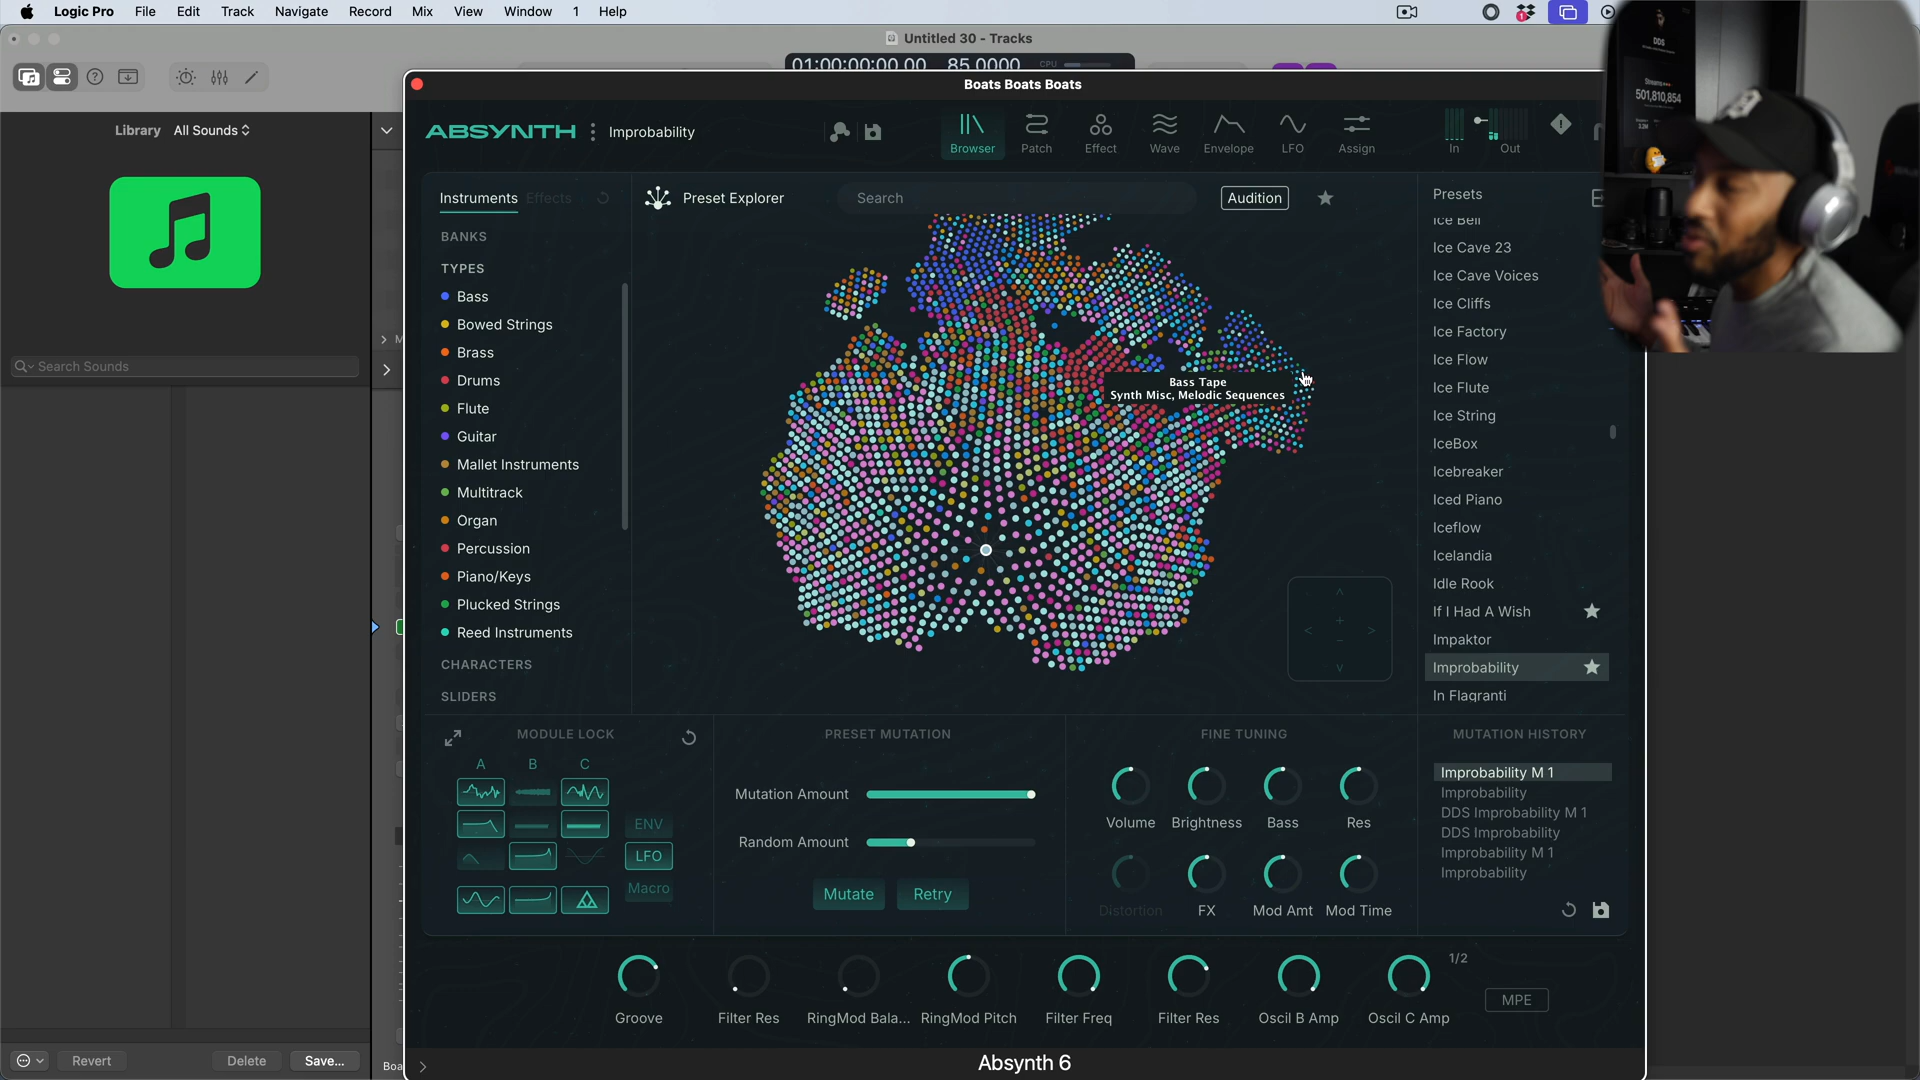 Logic Pro File Edit Track Navigate Record Mix View Window 1 Help
Untitled 30 - Tracks
01:00:00:00.00 85.0000 CPU
Boats Boats Boats
Library All Sounds
ABSYNTH Improbability
Browser Patch Effect Wave Envelope LFO Assign In Out
Instruments Effects
Preset Explorer Search Audition
Presets
BANKS
TYPES
Bass
Bowed Strings
Brass
Drums
Flute
Guitar
Mallet Instruments
Multitrack
Organ
Percussion
Piano/Keys
Plucked Strings
Reed Instruments
CHARACTERS
SLIDERS
Search Sounds
Bass Tape
Synth Misc, Melodic Sequences
Ice Bell
Ice Cave 23
Ice Cave Voices
Ice Cliffs
Ice Factory
Ice Flow
Ice Flute
Ice String
IceBox
Icebreaker
Iced Piano
Iceflow
Icelandia
Idle Rook
If I Had A Wish
Impaktor
Improbability
In Flagranti
MODULE LOCK
A B C
ENV
LFO
Macro
PRESET MUTATION
Mutation Amount
Random Amount
Mutate Retry
FINE TUNING
Volume Brightness Bass Res
Distortion FX Mod Amt Mod Time
MUTATION HISTORY
Improbability M 1
Improbability
DDS Improbability M 1
DDS Improbability
Improbability M 1
Improbability
Groove Filter Res RingMod Bala... RingMod Pitch Filter Freq Filter Res Oscil B Amp Oscil C Amp
1/2
MPE
Revert Delete Save...
Boa
Absynth 6
DDS
501,810,854